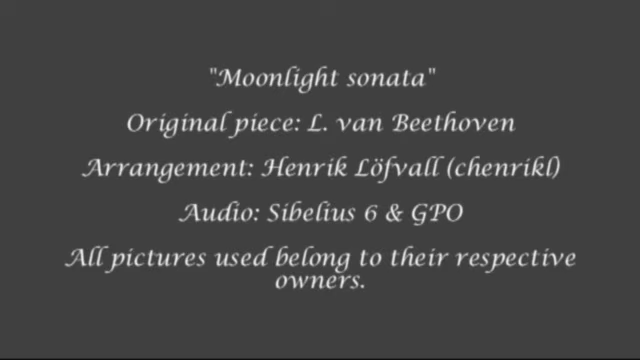 "Moonlight sonata"
Original piece: L. van Beethoven
Arrangement: Henrik Löfvall (chenrikl)
Audio: Sibelius 6 & GPO
All pictures used belong to their respective
owners.